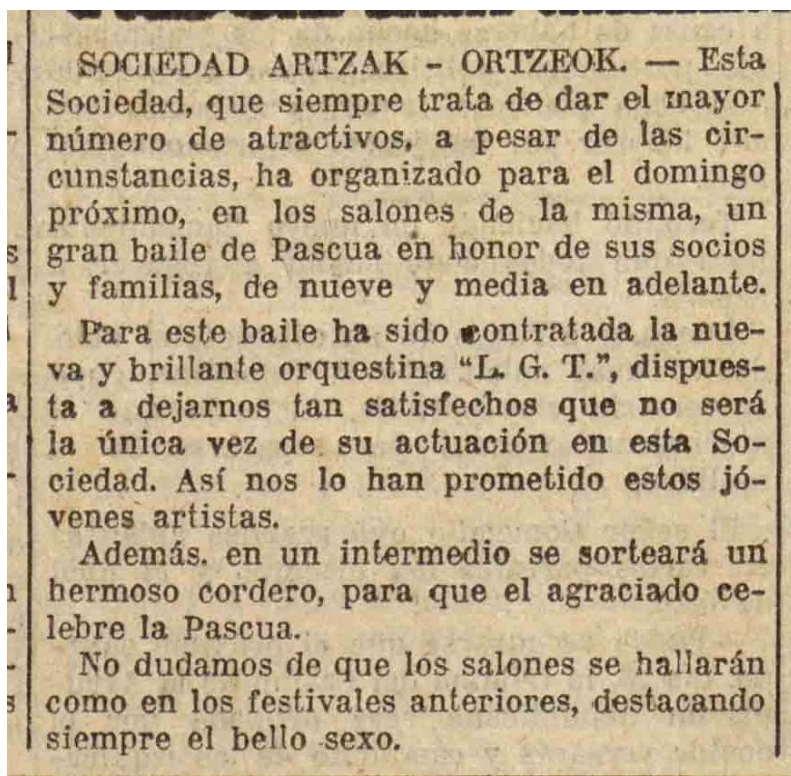 SOCIEDAD ARTZAK - ORTZEOK. — Esta
Sociedad, que siempre trata de dar el mayor
número de atractivos, a pesar de las cir-
cunstancias, ha organizado para el domingo
próximo, en los salones de la misma, un
gran baile de Pascua en honor de sus socios
y familias, de nueve y media en adelante.
Para este baile ha sido contratada la nue-
va y brillante orquestina "L. G. T.", dispues-
ta a dejarnos tan satisfechos que no será
la única vez de su actuación en esta So-
ciedad. Así nos lo han prometido estos jó-
venes artistas.
Además. en un intermedio se sorteará un
hermoso cordero, para que el agraciado ce-
lebre la Pascua.
No dudamos de que los salones se hallarán
como en los festivales anteriores, destacando
siempre el bello sexo.